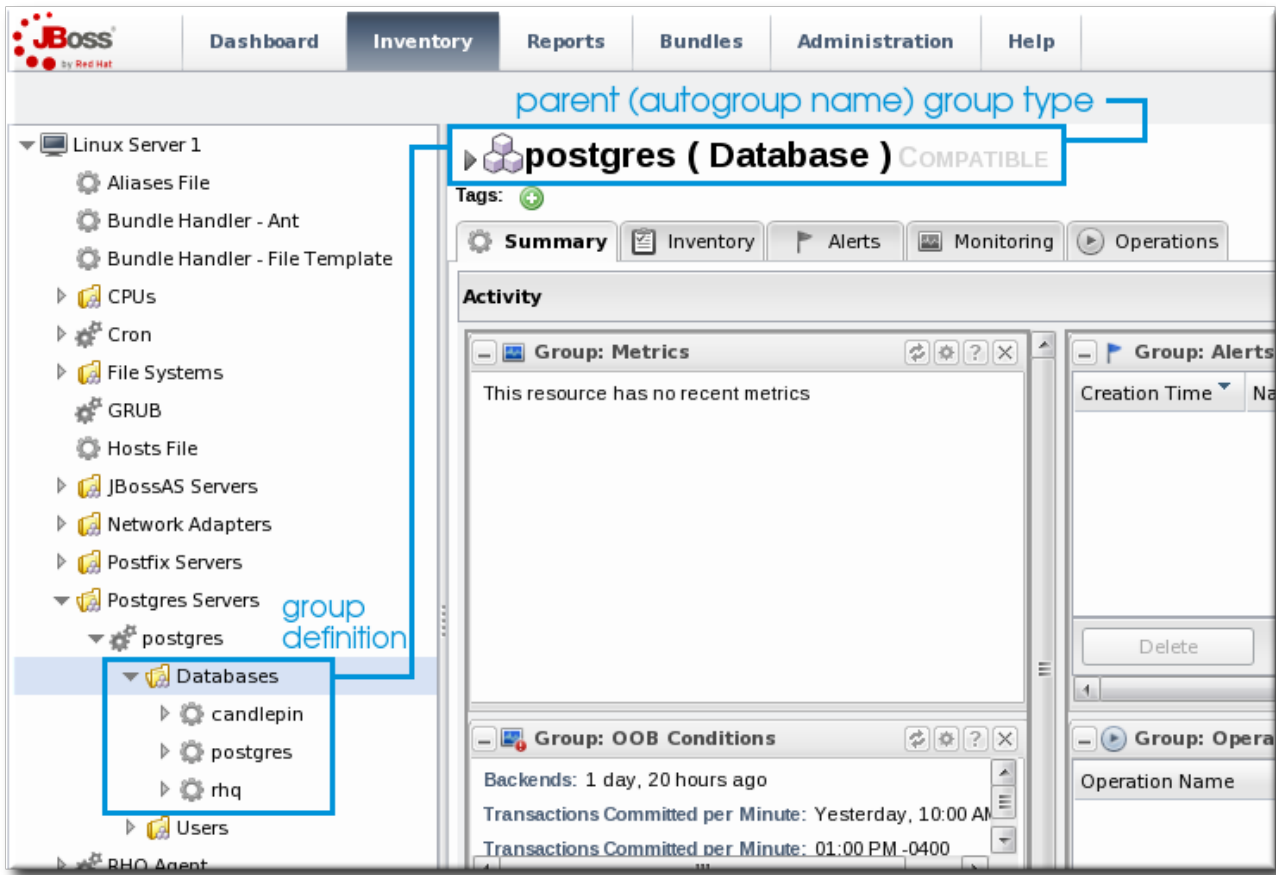 JBoss
by Red Hat
Dashboard
Inventory
Reports
Bundles
Administration
Help
parent (autogroup name) group type
Linux Server 1
Aliases File
Bundle Handler - Ant
Bundle Handler - File Template
CPUs
Cron
File Systems
GRUB
Hosts File
JBossAS Servers
Network Adapters
Postfix Servers
Postgres Servers
postgres
group
definition
Databases
candlepin
postgres
rhq
Users
RHQ Agent
postgres ( Database ) COMPATIBLE
Tags:
Summary
Inventory
Alerts
Monitoring
Operations
Activity
Group: Metrics
This resource has no recent metrics
Group: Alerts
Creation Time
Na
Delete
Group: OOB Conditions
Backends: 1 day, 20 hours ago
Transactions Committed per Minute: Yesterday, 10:00 AM
Transactions Committed per Minute: 01:00 PM -0400
Group: Opera
Operation Name